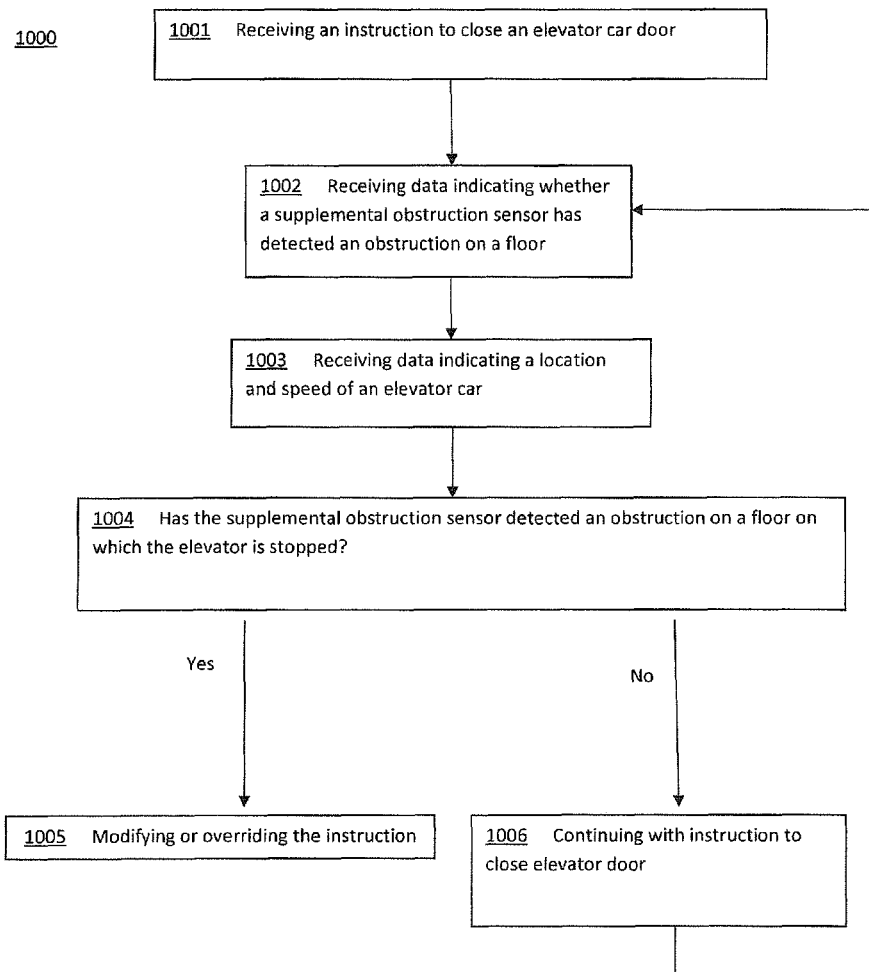 1000
1001 Receiving an instruction to close an elevator car door
1002 Receiving data indicating whether
a supplemental obstruction sensor has
detected an obstruction on a floor
1003 Receiving data indicating a location
and speed of an elevator car
1004 Has the supplemental obstruction sensor detected an obstruction on a floor on
which the elevator is stopped?
Yes
No
1005 Modifying or overriding the instruction
1006 Continuing with instruction to
close elevator door